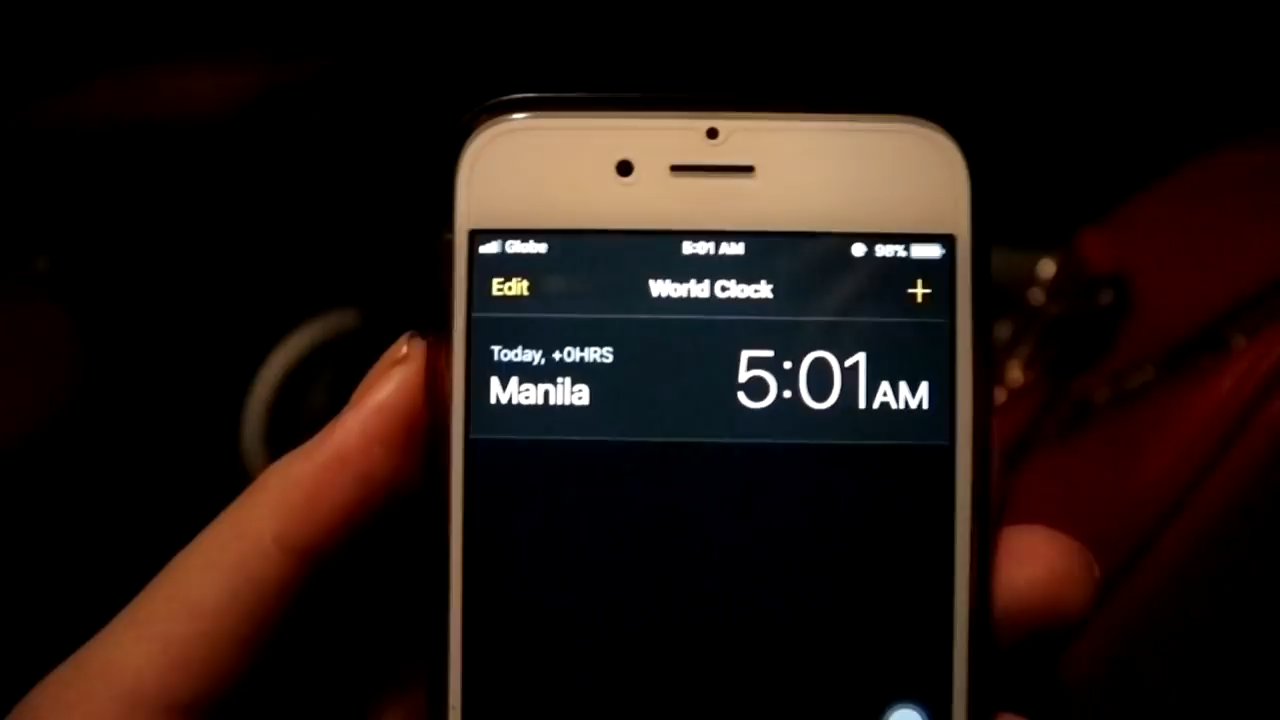 Globe 5:01 AM 98%
Edit World Clock +
Today, +0HRS
Manila 5:01AM